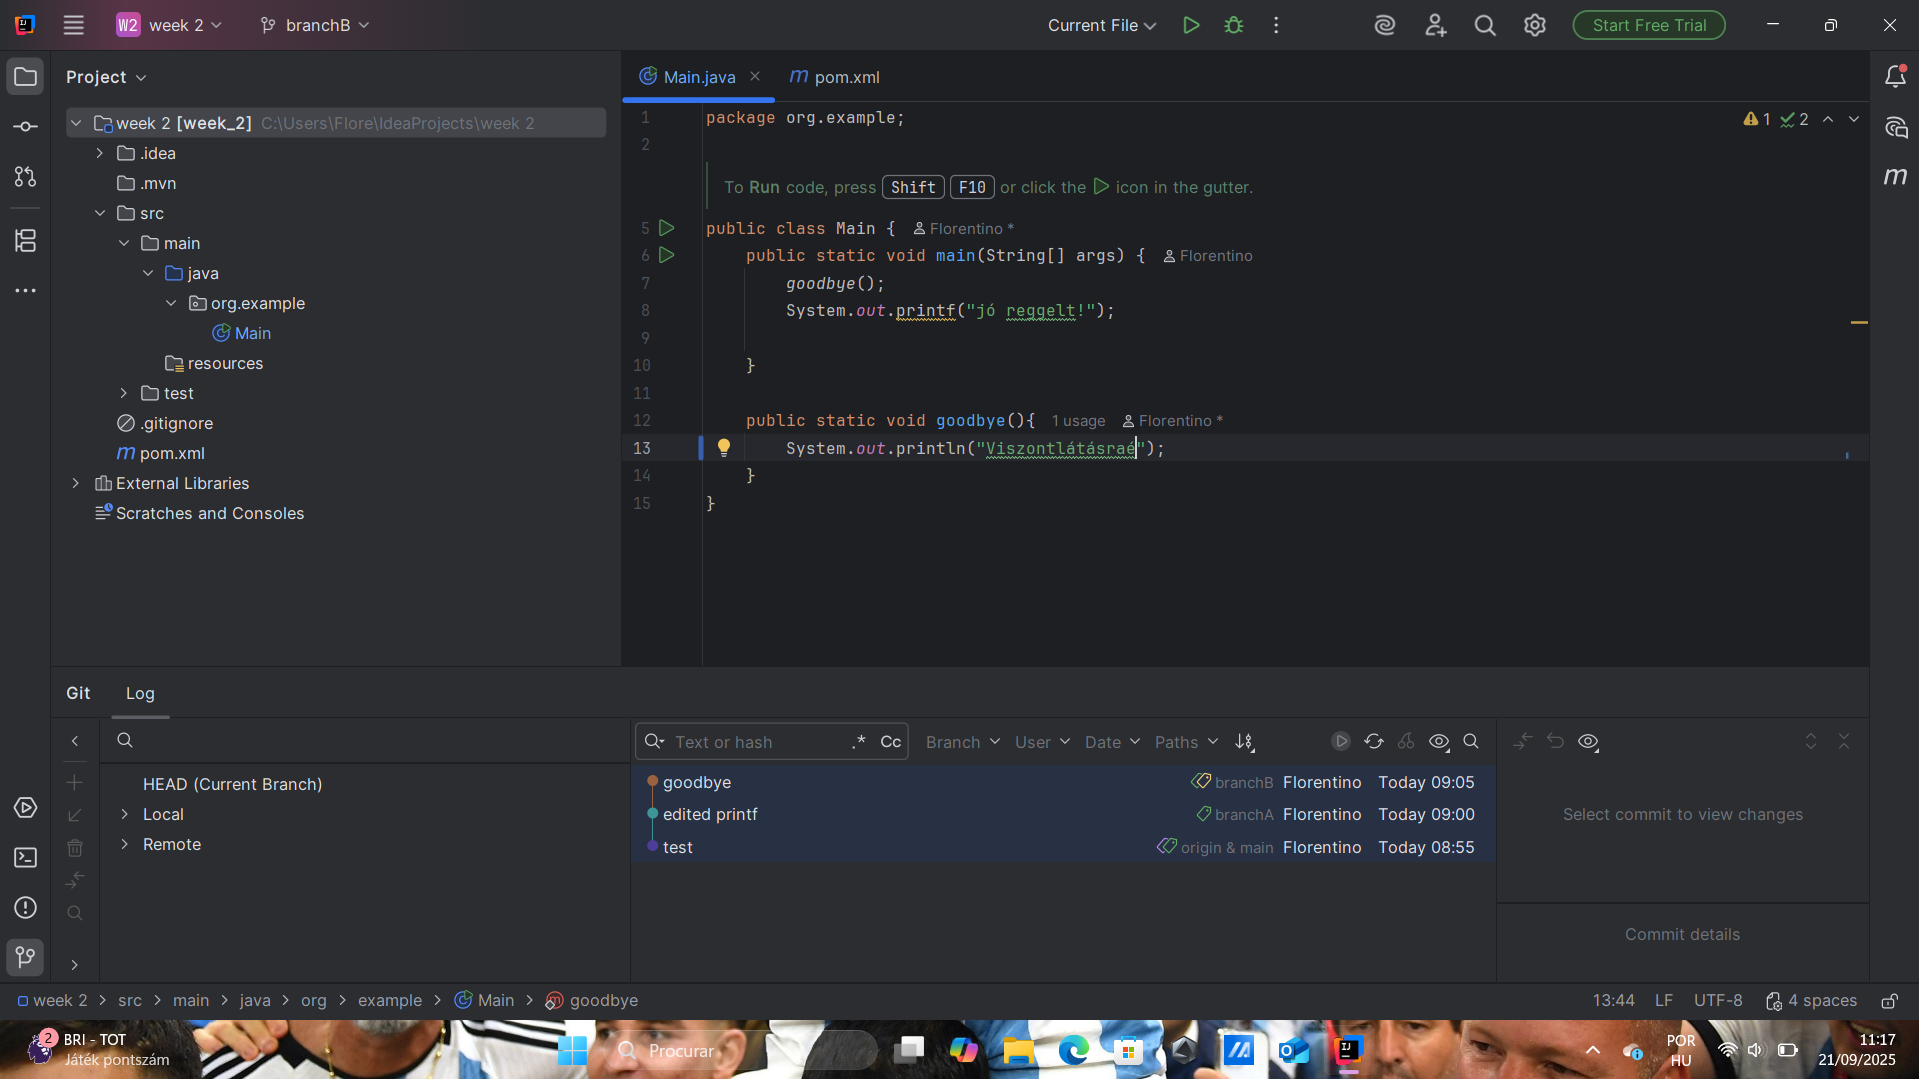 W2 week 2 branchB Current File Start Free Trial
Project
Main.java
pom.xml
week 2 [week_2] C:\Users\Flore\IdeaProjects\week 2
.idea
.mvn
src
main
java
org.example
Main
resources
test
.gitignore
pom.xml
External Libraries
Scratches and Consoles
1 package org.example;
1 2
2
To Run code, press Shift F10 or click the icon in the gutter.
5 public class Main { Florentino *
6 public static void main(String[] args) { Florentino
7 goodbye();
8 System.out.printf("jó reggelt!");
9
10 }
11
12 public static void goodbye(){ 1 usage Florentino *
13 System.out.println("Viszontlátásraé");
14 }
15 }
Git Log
HEAD (Current Branch)
Local
Remote
Text or hash .* Cc Branch User Date Paths
goodbye branchB Florentino Today 09:05
edited printf branchA Florentino Today 09:00
test origin & main Florentino Today 08:55
Select commit to view changes
Commit details
week 2 > src > main > java > org > example > Main > goodbye
13:44 LF UTF-8 4 spaces
2
BRI - TOT
Játék pontszám
Procurar
POR
HU
11:17
21/09/2025